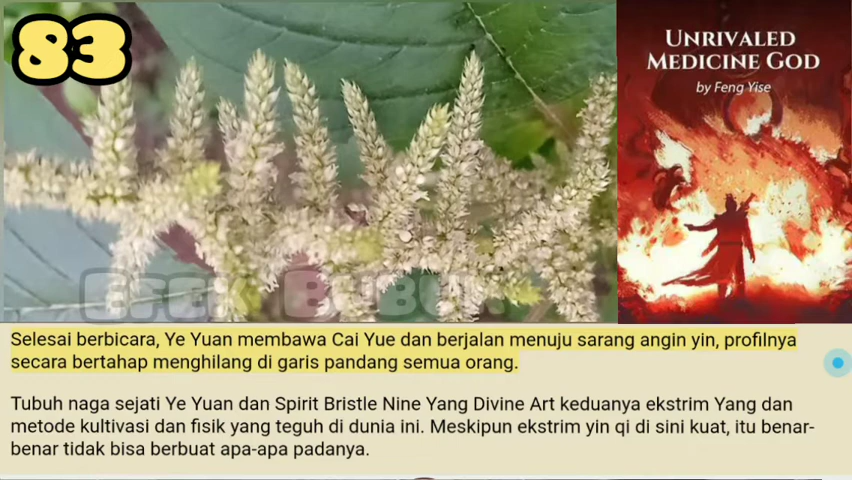 83
UNRIVALED
MEDICINE GOD
by Feng Yise
Selesai berbicara, Ye Yuan membawa Cai Yue dan berjalan menuju sarang angin yin, profilnya
secara bertahap menghilang di garis pandang semua orang.
Tubuh naga sejati Ye Yuan dan Spirit Bristle Nine Yang Divine Art keduanya ekstrim Yang dan
metode kultivasi dan fisik yang teguh di dunia ini. Meskipun ekstrim yin qi di sini kuat, itu benar-
benar tidak bisa berbuat apa-apa padanya.